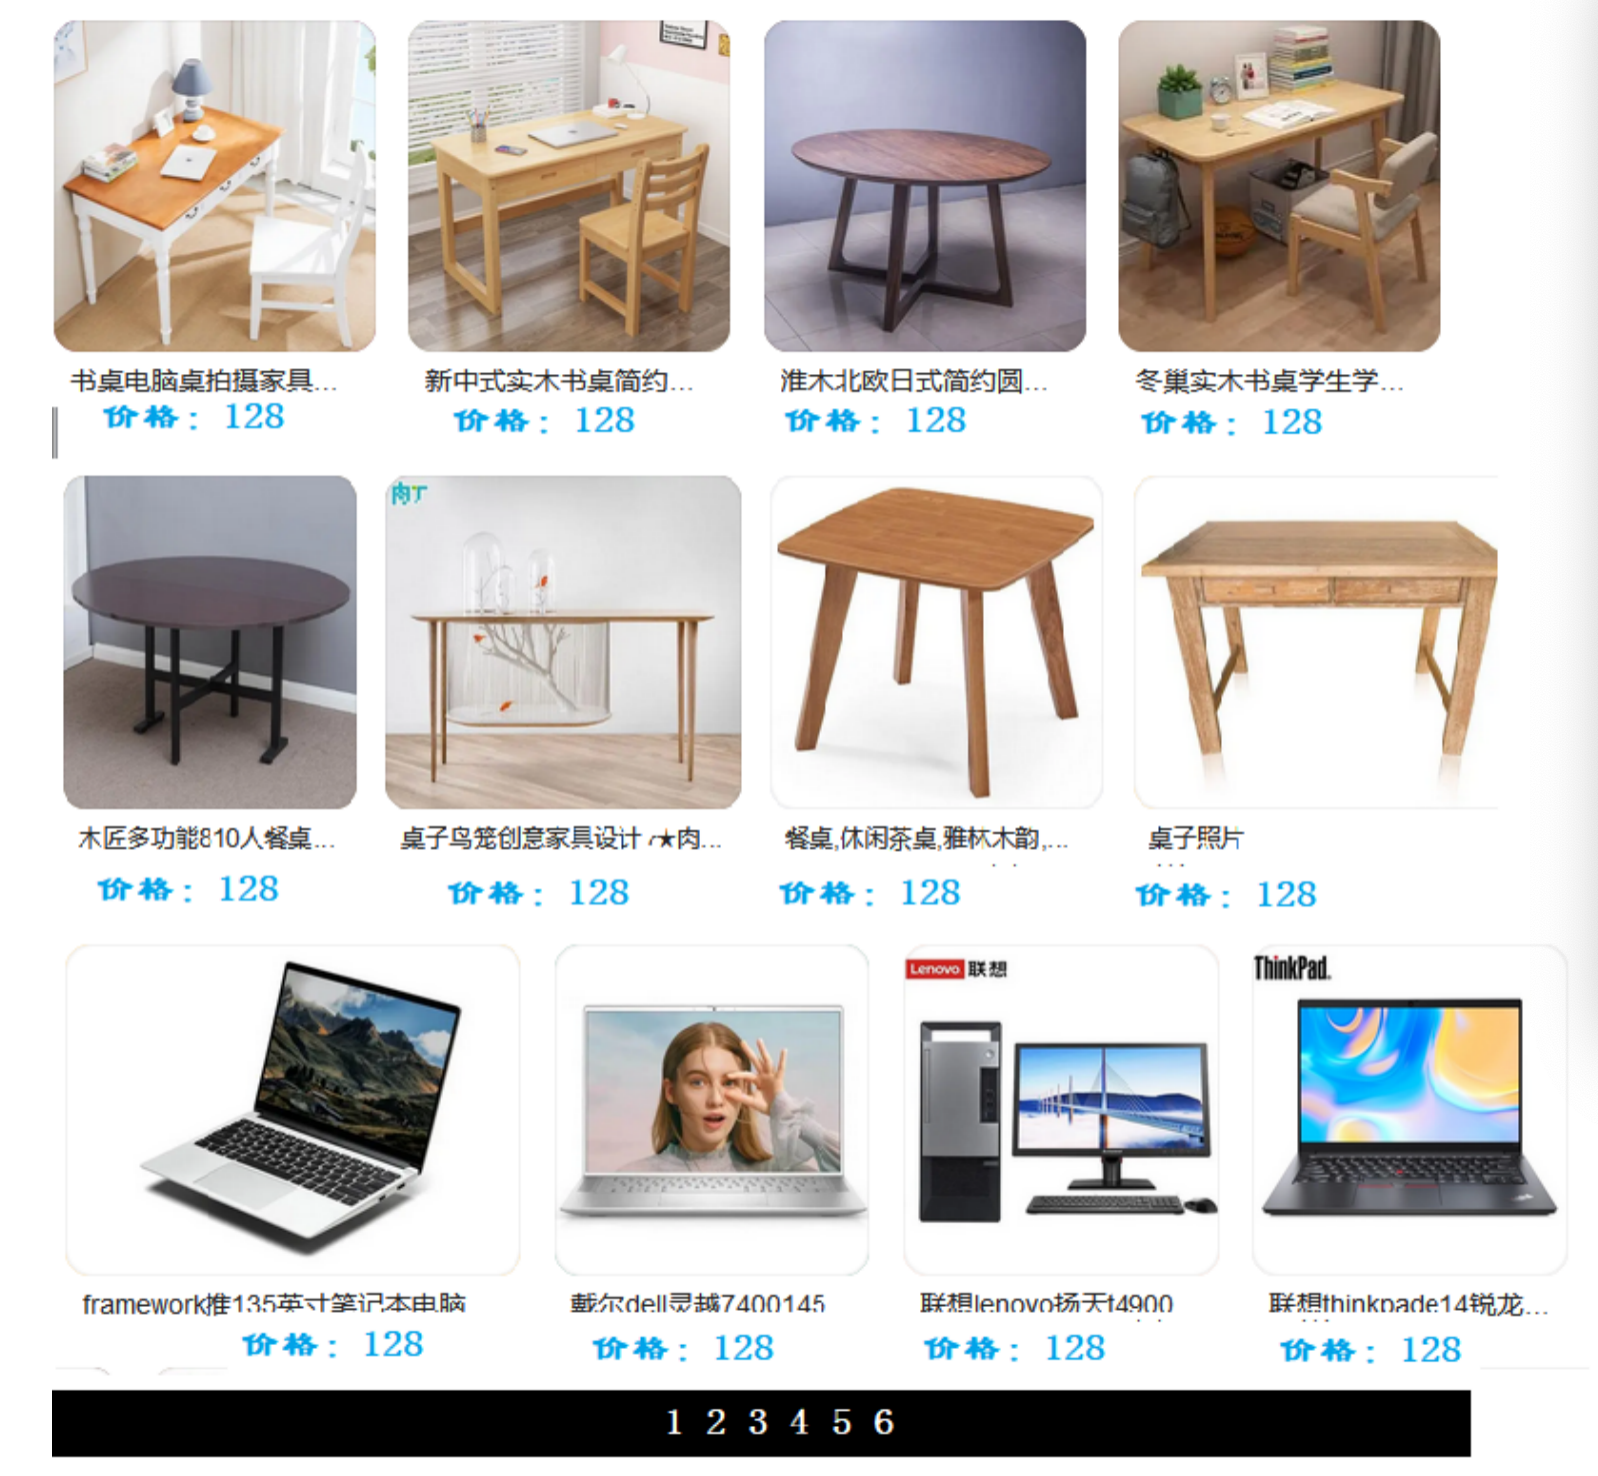 书桌电脑桌拍摄家具...
新中式实木书桌简约...
淮木北欧日式简约圆...
冬巢实木书桌学生学...
价格：128
价格：128
价格：128
价格：128
肉丁
木匠多功能810人餐桌...
桌子鸟笼创意家具设计 /★肉...
餐桌,休闲茶桌,雅林木韵,...
桌子照片
价格：128
价格：128
价格：128
价格：128
Lenovo 联想
ThinkPad
framework推135英寸笔记本电脑
戴尔dell灵越7400145
联想lenovo扬天t4900
联想thinkpade14锐龙...
价格：128
价格：128
价格：128
价格：128
1 2 3 4 5 6